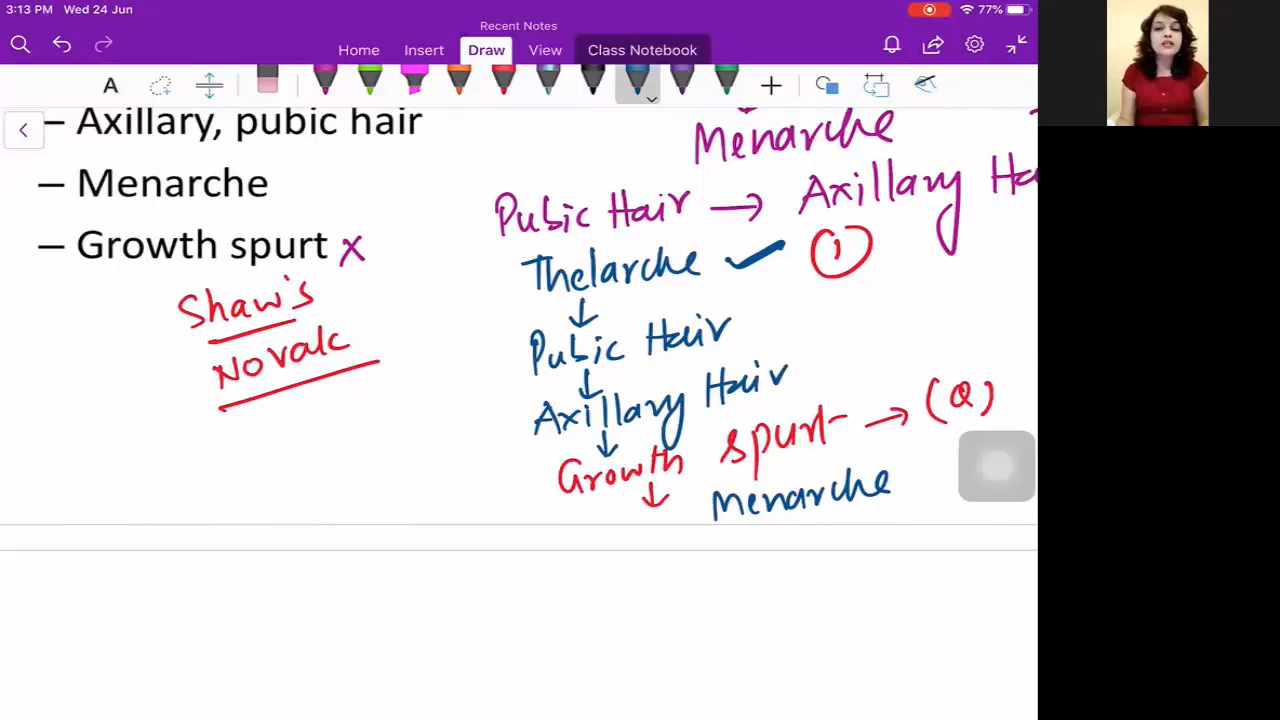 3:13 PM Wed 24 Jun
77%
Recent Notes
Home Insert Draw View Class Notebook
A
– Axillary, pubic hair
Menarche
– Menarche
Pubic Hair → Axillary Ha
– Growth spurt x
Thelarche ✓ 1
Shaw's
↓
Novak
Pubic Hair
↓
Axillary Hair
↓
Growth spurt → (Q)
↓
Menarche